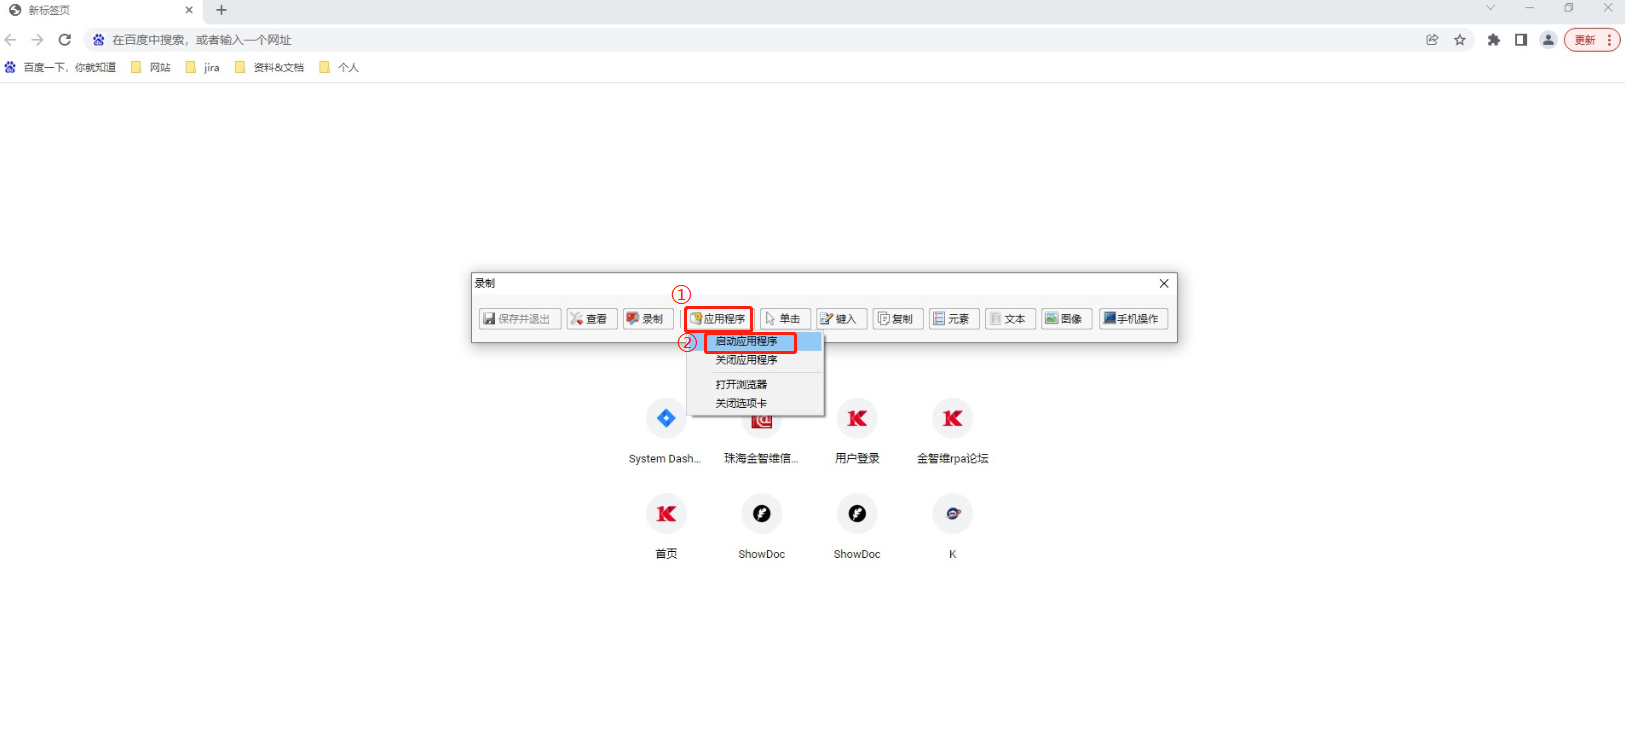 新标签页
在百度中搜索，或者输入一个网址
更新
百度一下，你就知道 网站 jira 资料&文档 个人
录制
①
保存并退出 查看 录制 应用程序 单击 键入 复制 元素 文本 图像 手机操作
② 启动应用程序
关闭应用程序
打开浏览器
关闭选项卡
System Dash... 珠海金智维信... 用户登录 金智维rpa论坛
首页 ShowDoc ShowDoc K